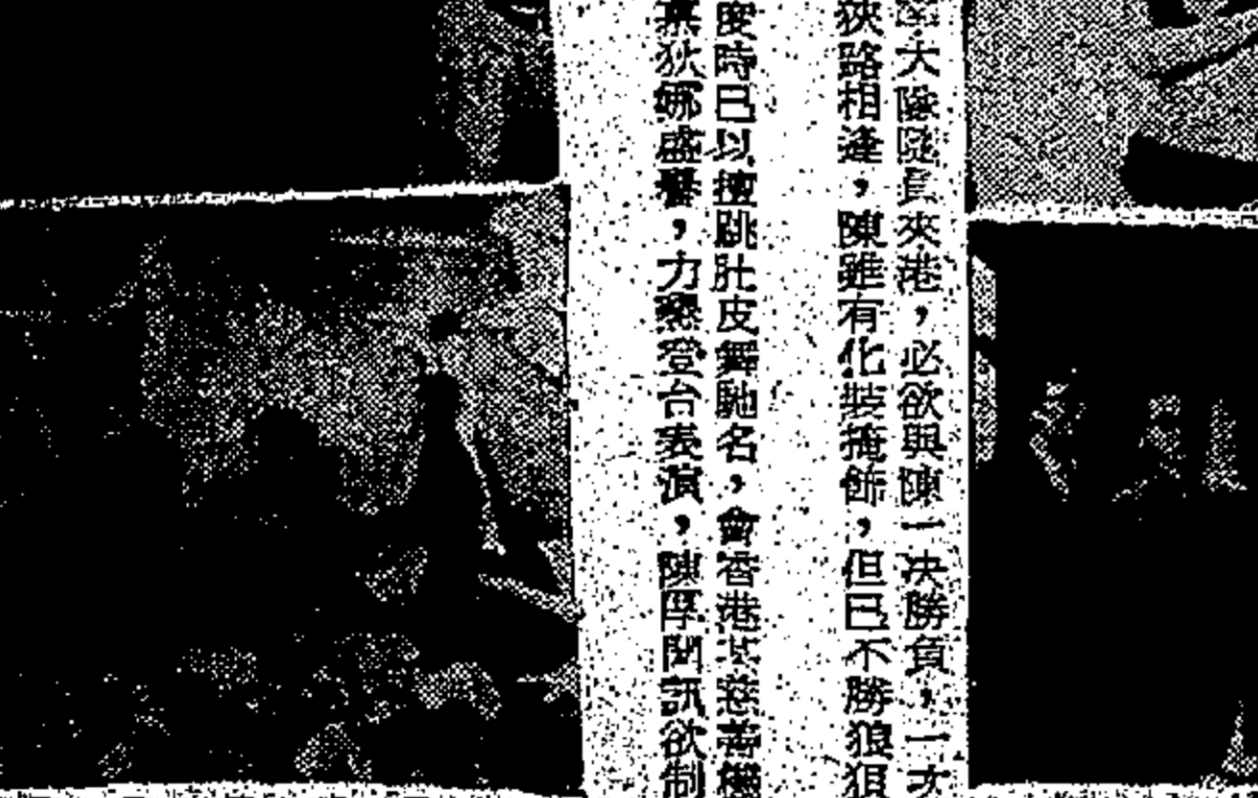 大隊隨員來港，必欲與陳一决勝負，一
狹路相逢，陳雖有化裝掩飾，但已不勝狼狽
度時已以擅跳肚皮舞馳名，會香港某慈善機
慕狄娜盛譽，力懇登台表演，陳厚聞訊欲制